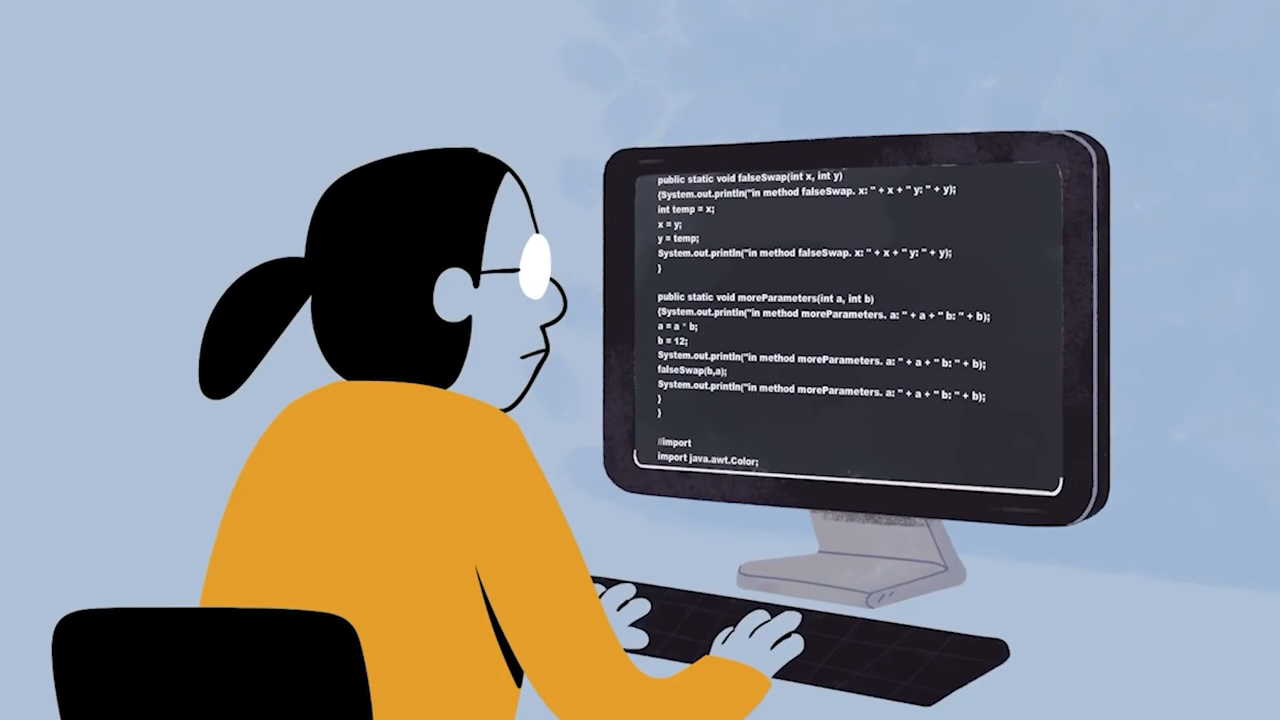 public static void falseSwap(int x, int y)
{System.out.println("in method falseSwap. x: " + x + " y: " + y);
int temp = x;
x = y;
y = temp;
System.out.println("in method falseSwap. x: " + x + " y: " + y);
}
public static void moreParameters(int a, int b)
{System.out.println("in method moreParameters. a: " + a + " b: " + b);
a = a * b;
b = 12;
System.out.println("in method moreParameters. a: " + a + " b: " + b);
falseSwap(b,a);
System.out.println("in method moreParameters. a: " + a + " b: " + b);
}
}
//import
import java.awt.Color;